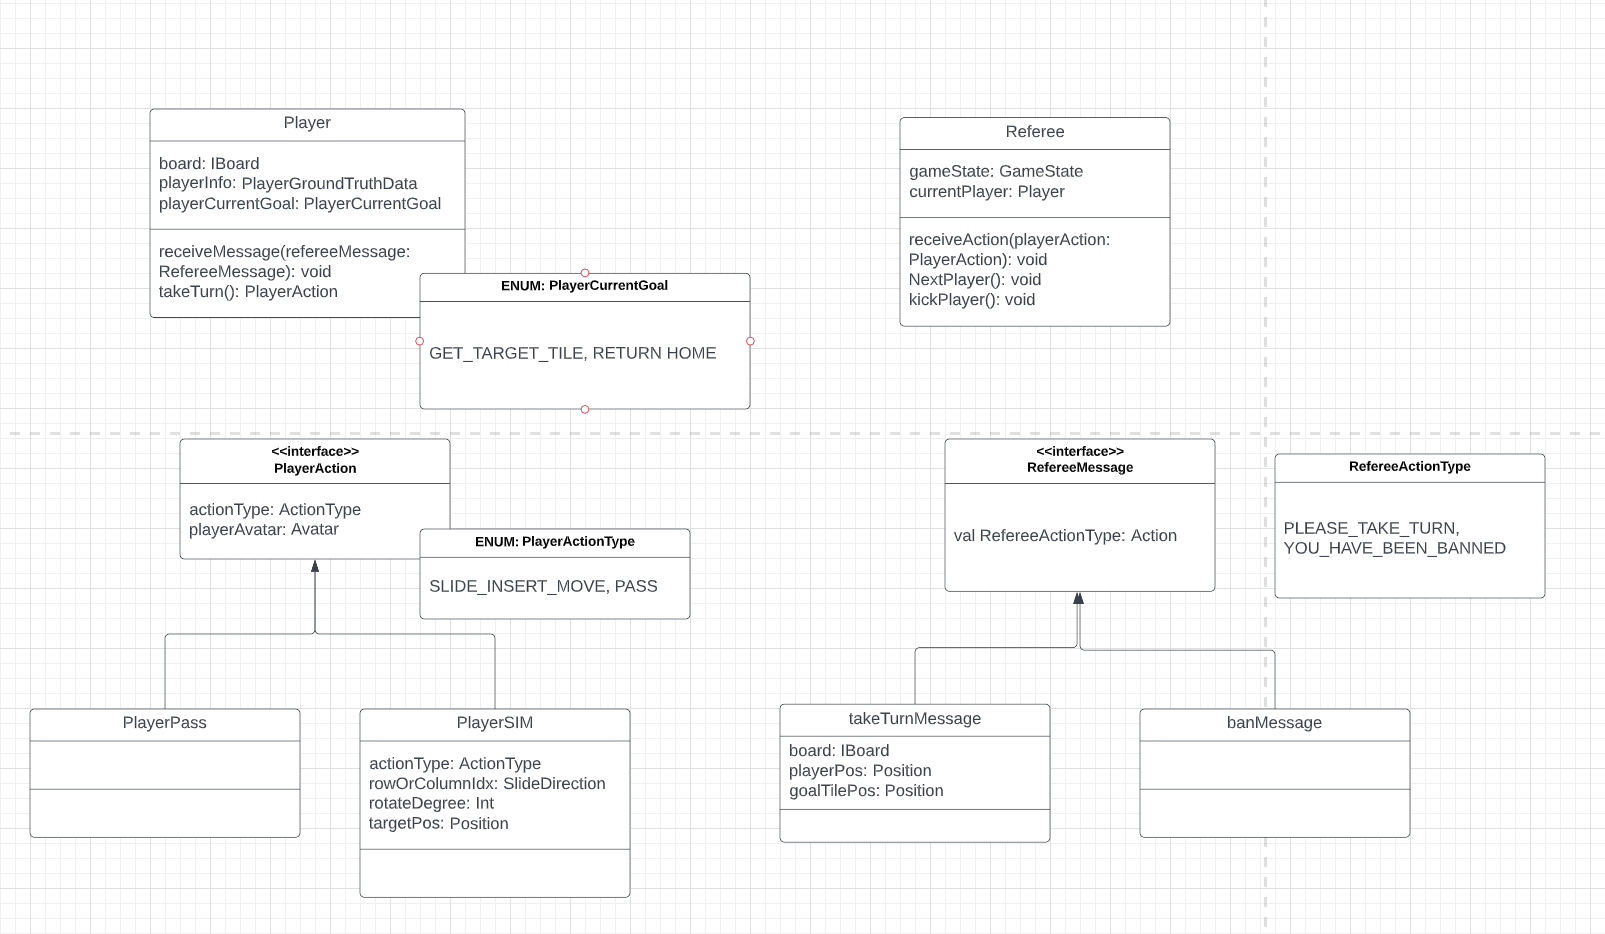 Player
board: IBoard
playerInfo: PlayerGroundTruthData
playerCurrentGoal: PlayerCurrentGoal
receiveMessage(refereeMessage:
RefereeMessage): void
takeTurn(): PlayerAction
ENUM: PlayerCurrentGoal
GET_TARGET_TILE, RETURN HOME
Referee
gameState: GameState
currentPlayer: Player
receiveAction(playerAction:
PlayerAction): void
NextPlayer(): void
kickPlayer(): void
<<interface>>
PlayerAction
actionType: ActionType
playerAvatar: Avatar
ENUM: PlayerActionType
SLIDE_INSERT_MOVE, PASS
<<interface>>
RefereeMessage
val RefereeActionType: Action
RefereeActionType
PLEASE_TAKE_TURN,
YOU_HAVE_BEEN_BANNED
PlayerPass
PlayerSIM
actionType: ActionType
rowOrColumnIdx: SlideDirection
rotateDegree: Int
targetPos: Position
takeTurnMessage
board: IBoard
playerPos: Position
goalTilePos: Position
banMessage